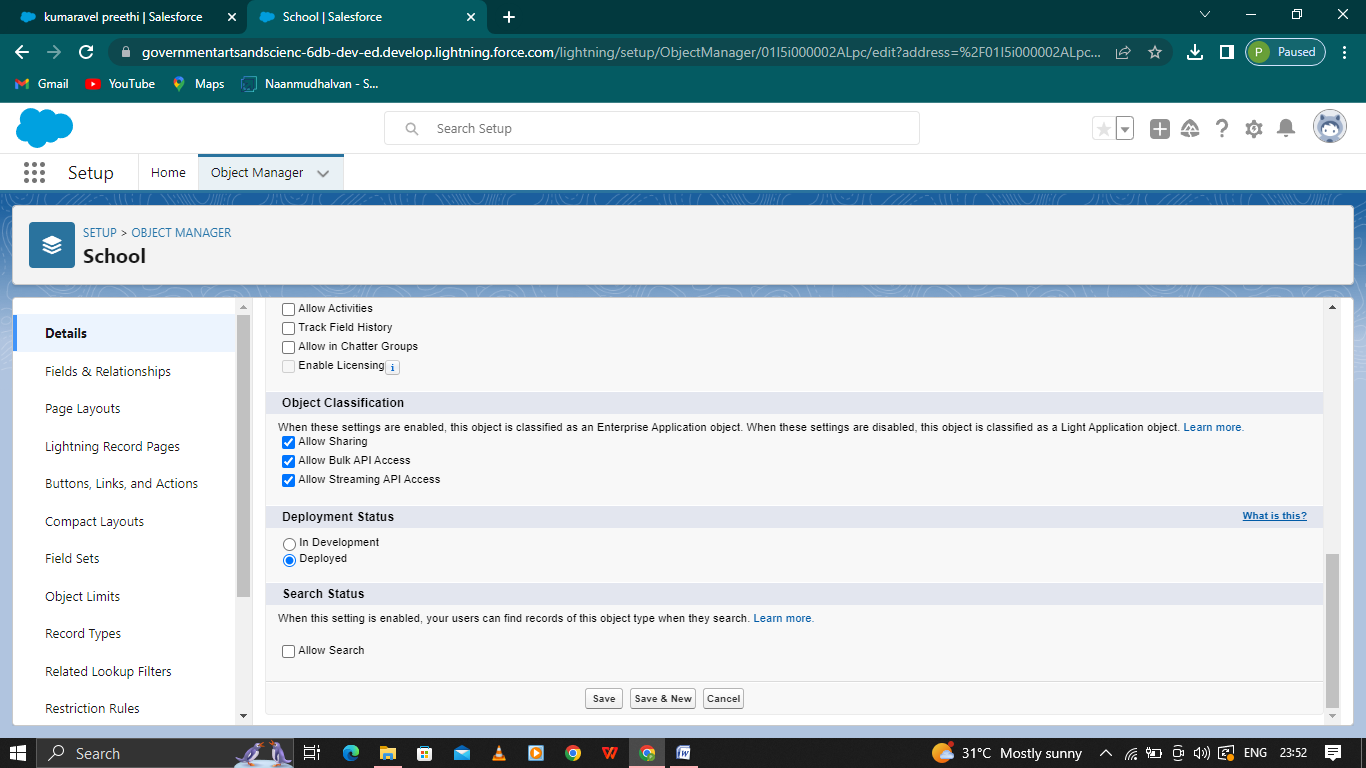 kumaravel preethi | Salesforce
School | Salesforce
governmentartsandscienc-6db-dev-ed.develop.lightning.force.com/lightning/setup/ObjectManager/01I5i000002ALpc/edit?address=%2F01I5i000002ALpc...
P Paused
Gmail
YouTube
Maps
Naanmudhalvan - S...
Search Setup
Setup
Home
Object Manager
SETUP > OBJECT MANAGER
School
Details
Fields & Relationships
Page Layouts
Lightning Record Pages
Buttons, Links, and Actions
Compact Layouts
Field Sets
Object Limits
Record Types
Related Lookup Filters
Restriction Rules
Allow Activities
Track Field History
Allow in Chatter Groups
Enable Licensing i
Object Classification
When these settings are enabled, this object is classified as an Enterprise Application object. When these settings are disabled, this object is classified as a Light Application object. Learn more.
Allow Sharing
Allow Bulk API Access
Allow Streaming API Access
Deployment Status What is this?
In Development
Deployed
Search Status
When this setting is enabled, your users can find records of this object type when they search. Learn more.
Allow Search
Save Save & New Cancel
Search
31°C Mostly sunny
ENG
23:52